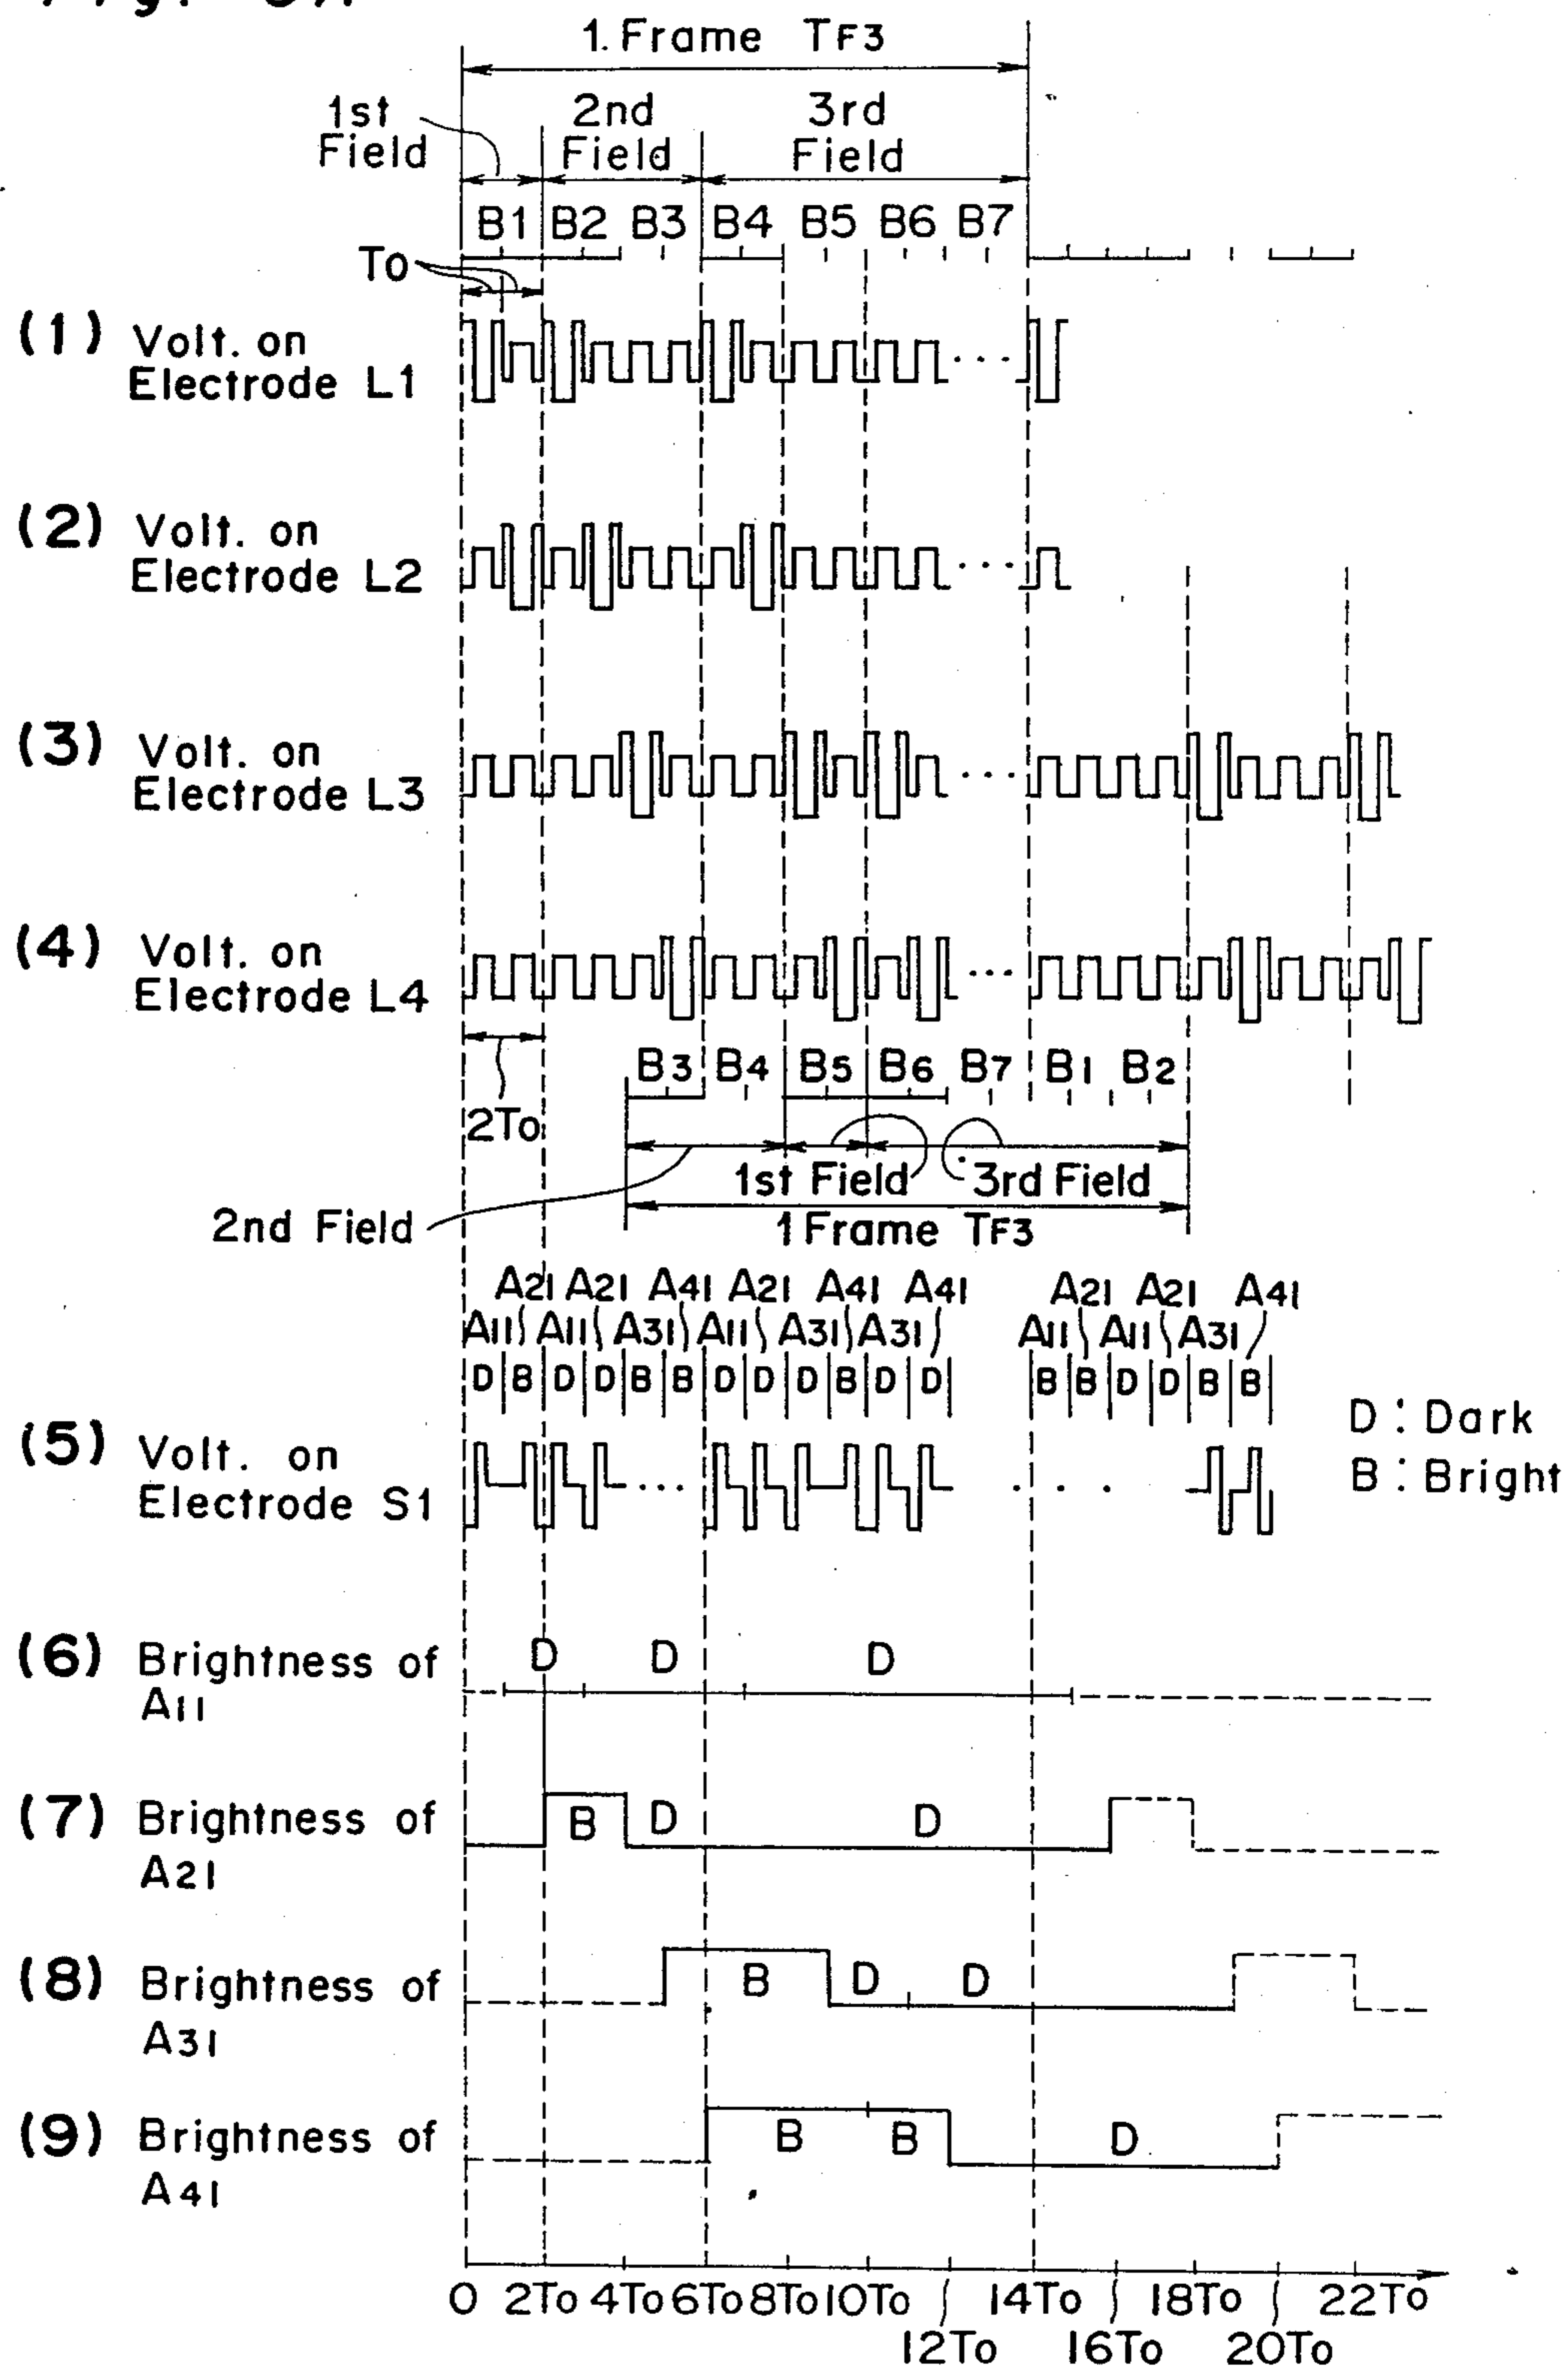 1. Frame TF3
1st Field
2nd Field
3rd Field
B1 B2 B3 B4 B5 B6 B7
To
(1) Volt. on Electrode L1
(2) Volt. on Electrode L2
(3) Volt. on Electrode L3
(4) Volt. on Electrode L4
B3 B4 B5 B6 B7 B1 B2
2To
1st Field
3rd Field
2nd Field
1 Frame TF3
A21 A21 A41 A21 A41 A41 A21 A21 A41
A11 A11 A31 A11 A31 A31 A11 A11 A31
D B D D B B D D D B D D B B D D B B
D : Dark
B : Bright
(5) Volt. on Electrode S1
(6) Brightness of A11
D D D
(7) Brightness of A21
B D D
(8) Brightness of A31
B D D
(9) Brightness of A41
B B D
0 2To 4To 6To 8To 10To 14To 18To 22To
12To 16To 20To